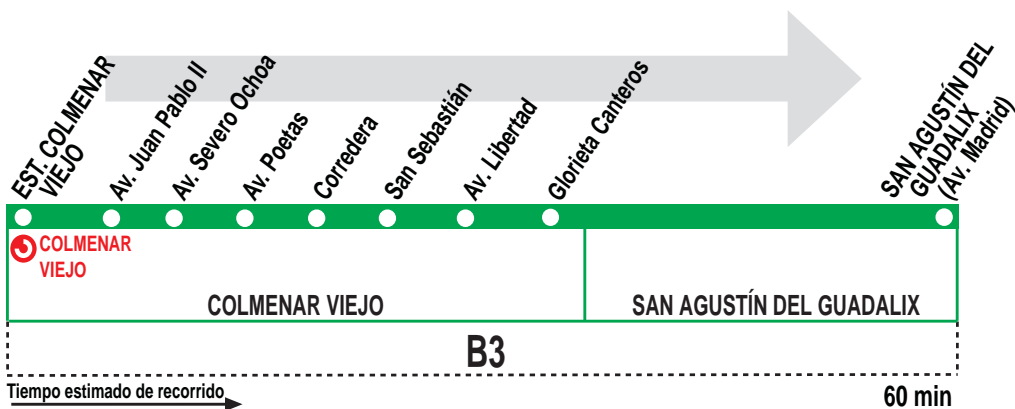 EST. COLMENAR
VIEJO
Av. Juan Pablo II
Av. Severo Ochoa
Av. Poetas
Corredera
San Sebastián
Av. Libertad
Glorieta Canteros
SAN AGUSTÍN DEL
GUADALIX
(Av. Madrid)
COLMENAR
VIEJO
COLMENAR VIEJO
SAN AGUSTÍN DEL GUADALIX
B3
Tiempo estimado de recorrido
60 min